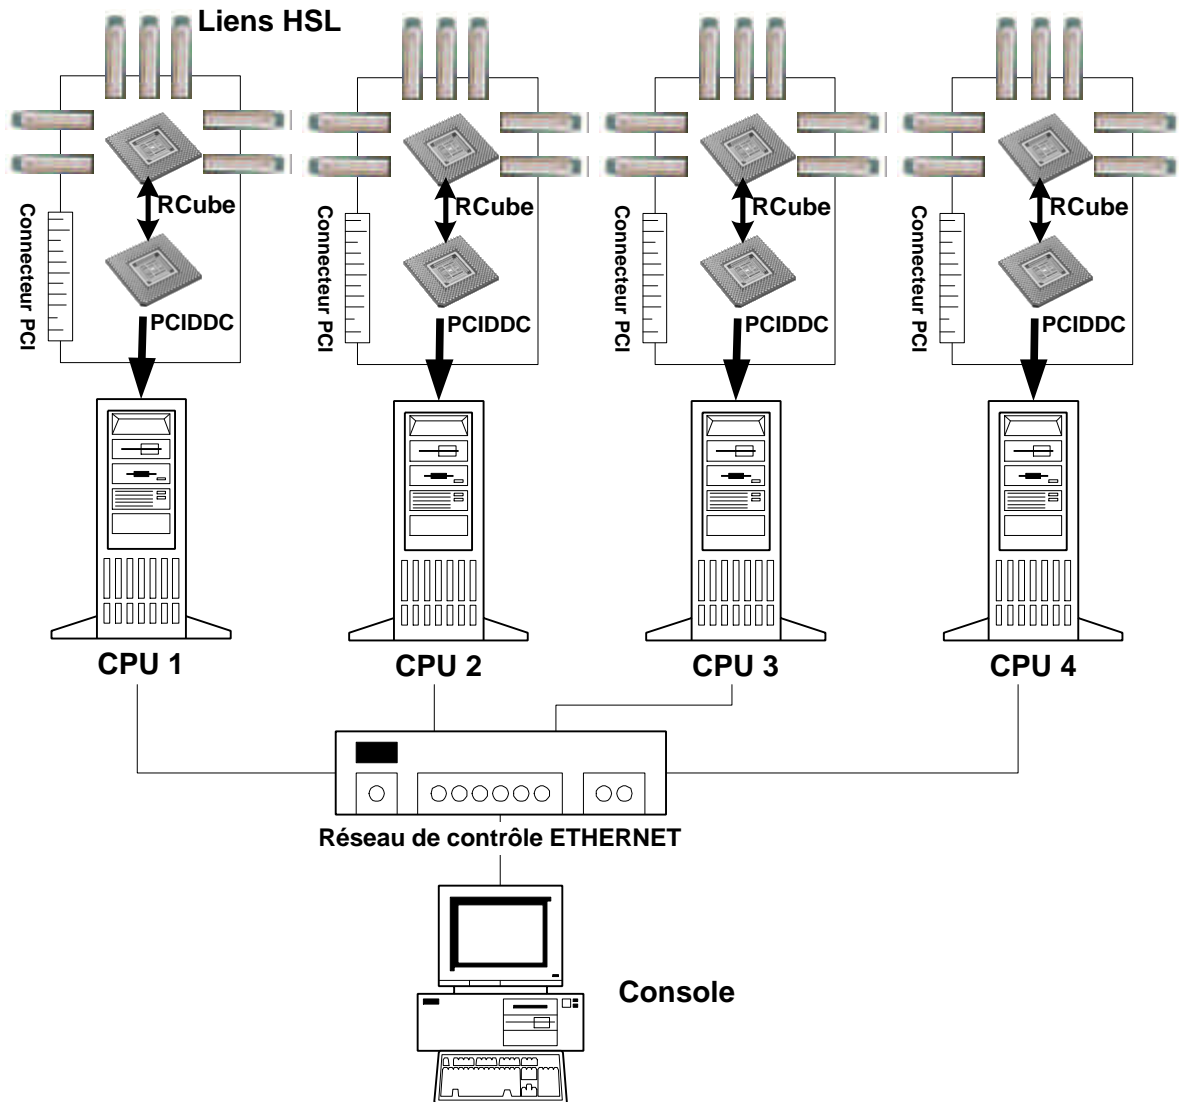 Liens HSL
RCube
RCube
RCube
RCube
Connecteur PCI
Connecteur PCI
Connecteur PCI
Connecteur PCI
PCIDDC
PCIDDC
PCIDDC
PCIDDC
CPU 1
CPU 2
CPU 3
CPU 4
Réseau de contrôle ETHERNET
Console